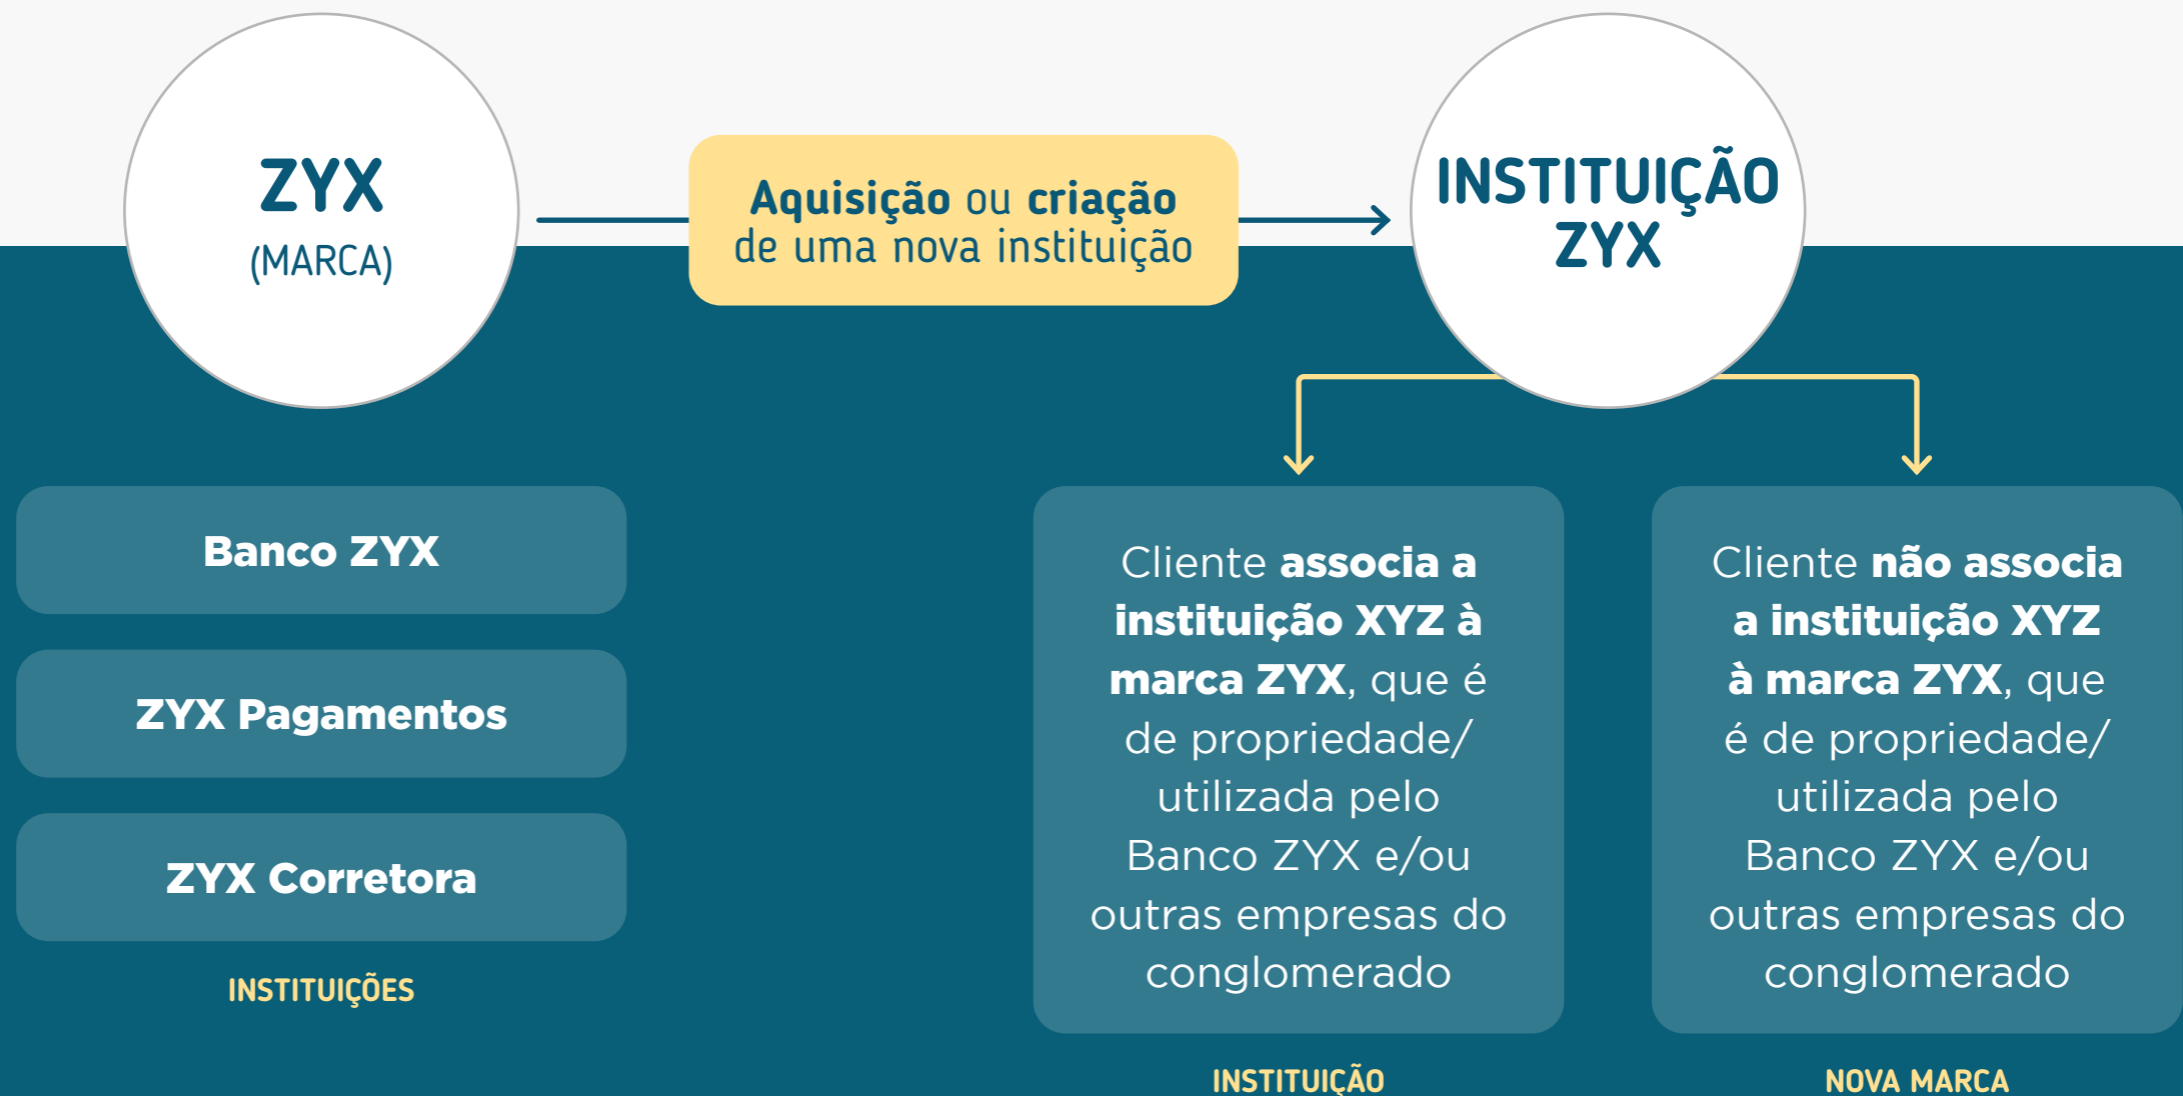 ZYX
(MARCA)
Aquisição ou criação
de uma nova instituição
INSTITUIÇÃO
ZYX
Banco ZYX
ZYX Pagamentos
ZYX Corretora
INSTITUIÇÕES
Cliente associa a
instituição XYZ à
marca ZYX, que é
de propriedade/
utilizada pelo
Banco ZYX e/ou
outras empresas do
conglomerado
INSTITUIÇÃO
Cliente não associa
a instituição XYZ
à marca ZYX, que
é de propriedade/
utilizada pelo
Banco ZYX e/ou
outras empresas do
conglomerado
NOVA MARCA